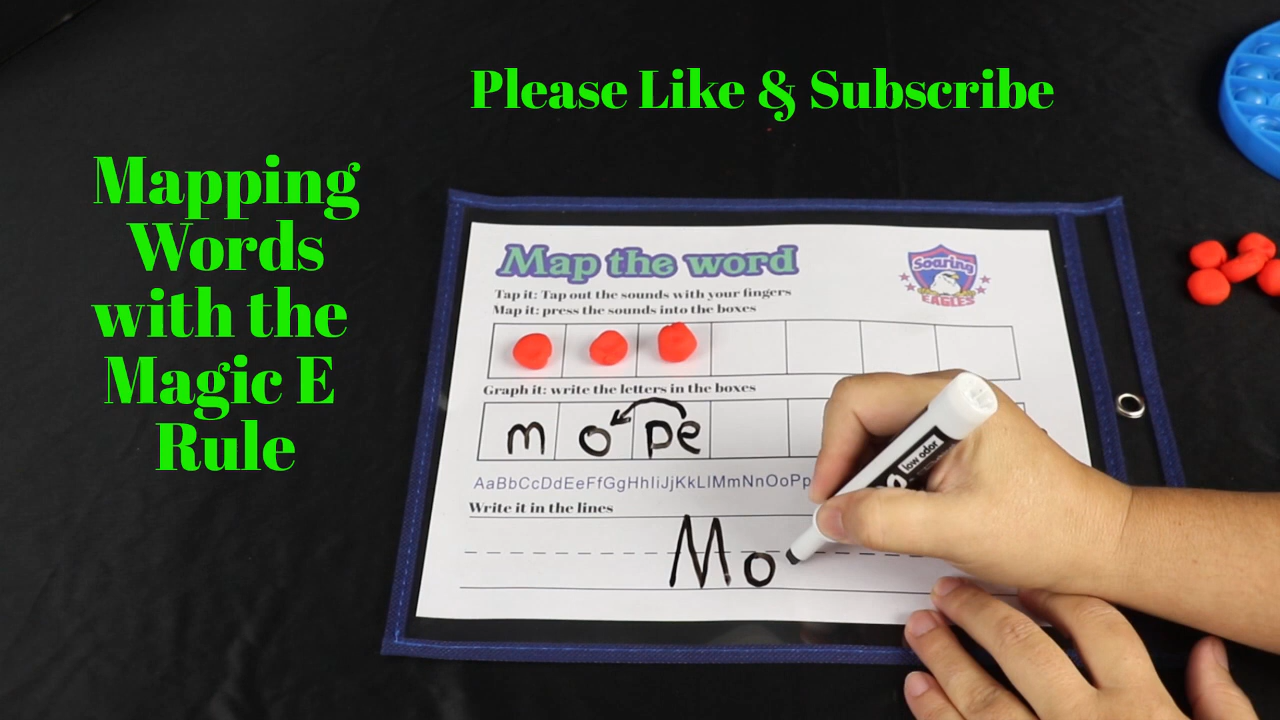 Please Like & Subscribe
Mapping
Words
with the
Magic E
Rule
Map the word
Soaring
EAGLES
Tap it: Tap out the sounds with your fingers
Map it: press the sounds into the boxes
Graph it: write the letters in the boxes
m o pe
AaBbCcDdEeFfGgHhIiJjKkLlMmNnOoPp
Write it in the lines
Mo
low odor